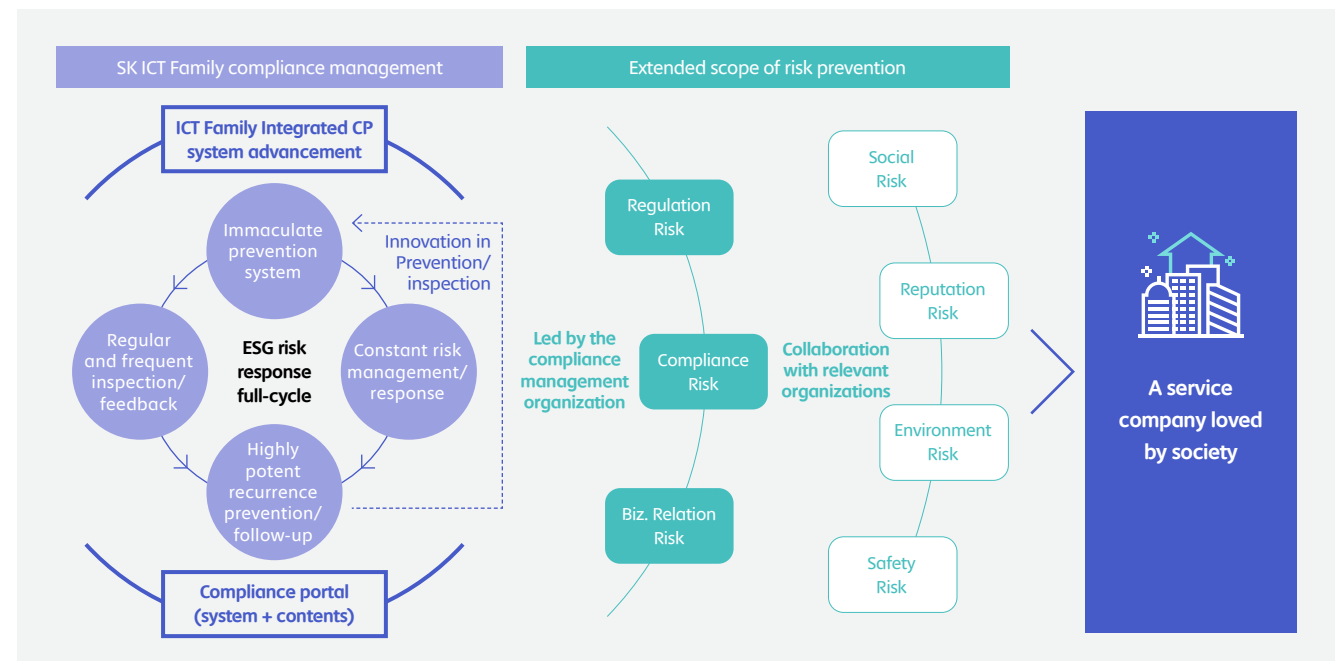 SK ICT Family compliance management
ICT Family Integrated CP
system advancement
Immaculate
prevention
system
Innovation in
Prevention/
inspection
Regular
and frequent
inspection/
feedback
ESG risk
response
full-cycle
Constant risk
management/
response
Highly
potent
recurrence
prevention/
follow-up
Compliance portal
(system + contents)
Extended scope of risk prevention
Led by the
compliance
management
organization
Regulation
Risk
Compliance
Risk
Biz. Relation
Risk
Collaboration
with relevant
organizations
Social
Risk
Reputation
Risk
Environment
Risk
Safety
Risk
A service
company loved
by society